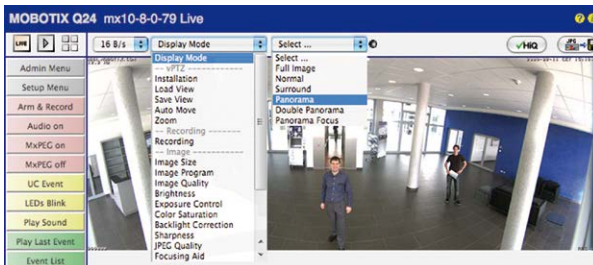 MOBOTIX Q24 mx10-8-0-79 Live
LIVE
16 B/s
Display Mode
Select ...
HiQ
JPG
Admin Menu
Setup Menu
Arm & Record
Audio on
MxPEG on
MxPEG off
UC Event
LEDs Blink
Play Sound
Play Last Event
Event List
Display Mode
-- vPTZ --------
Installation
Load View
Save View
Auto Move
Zoom
-- Recording -------
Recording
-- Image --------
Image Size
Image Program
Image Quality
Brightness
Exposure Control
Color Saturation
Backlight Correction
Sharpness
JPEG Quality
Focusing Aid
Select ...
Full Image
Normal
Surround
Panorama
Double Panorama
Panorama Focus